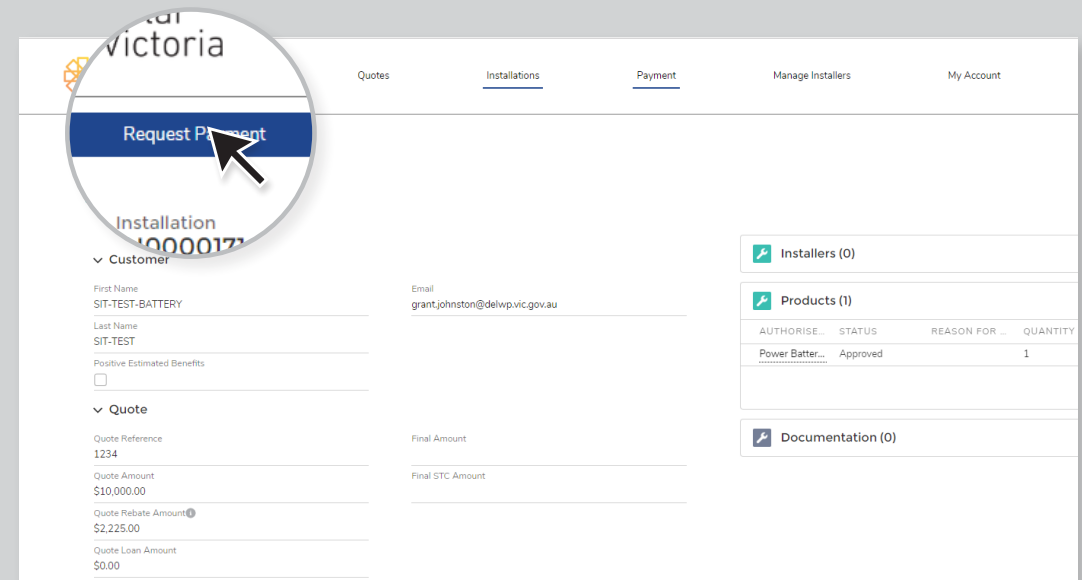 Victoria
Quotes
Installations
Payment
Manage Installers
My Account
Request Payment
Installation
Customer
First Name
SIT-TEST-BATTERY
Email
grant.johnston@delwp.vic.gov.au
Last Name
SIT-TEST
Positive Estimated Benefits
Quote
Quote Reference
1234
Final Amount
Quote Amount
$10,000.00
Final STC Amount
Quote Rebate Amount
$2,225.00
Quote Loan Amount
$0.00
Installers (0)
Products (1)
AUTHORISE... STATUS REASON FOR ... QUANTITY
Power Batter... Approved 1
Documentation (0)